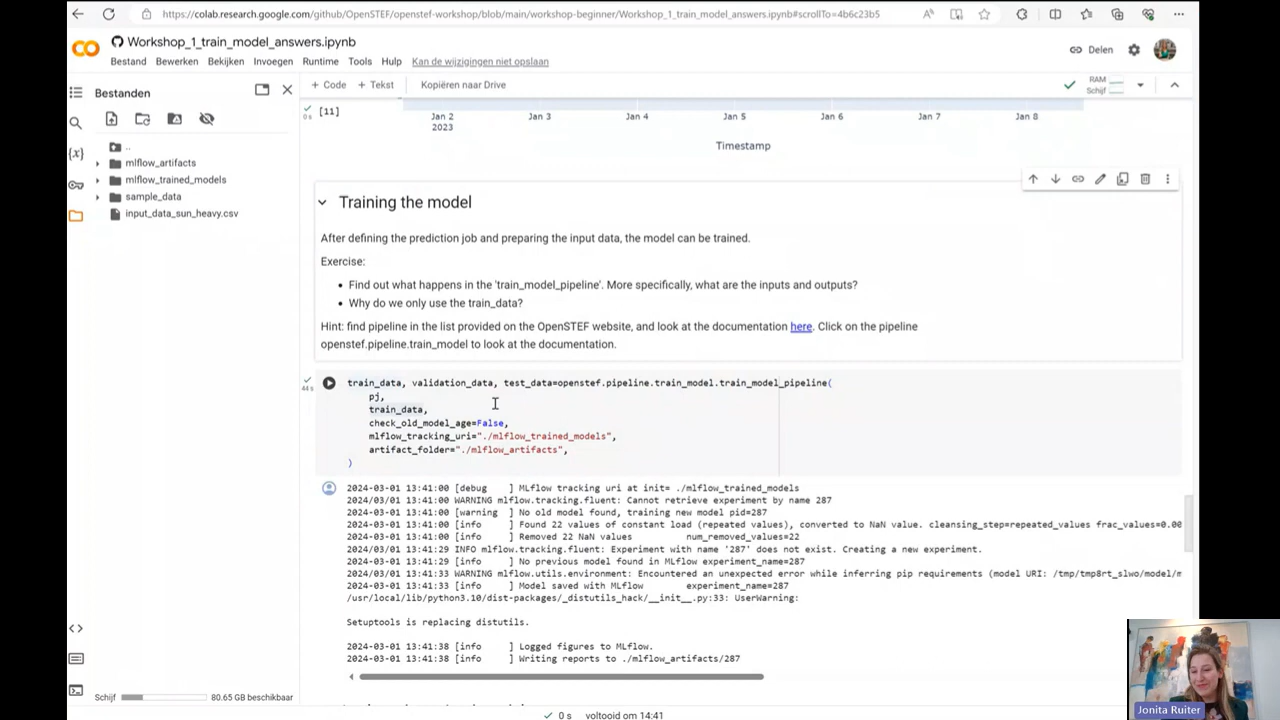 https://colab.research.google.com/github/OpenSTEF/openstef-workshop/blob/main/workshop-beginner/Workshop_1_train_model_answers.ipynb#scrollTo=4b6c23b5
Workshop_1_train_model_answers.ipynb
Delen
Bestand Bewerken Bekijken Invoegen Runtime Tools Help Kan de wijzigingen niet opslaan
Bestanden
+ Code + Tekst Kopiëren naar Drive
RAM
Schijf
[11]
0s
Jan 2 Jan 3 Jan 4 Jan 5 Jan 6 Jan 7 Jan 8
2023
Timestamp
..
mlflow_artifacts
mlflow_trained_models
sample_data
input_data_sun_heavy.csv
Training the model
After defining the prediction job and preparing the input data, the model can be trained.
Exercise:
• Find out what happens in the 'train_model_pipeline'. More specifically, what are the inputs and outputs?
• Why do we only use the train_data?
Hint: find pipeline in the list provided on the OpenSTEF website, and look at the documentation here. Click on the pipeline
openstef.pipeline.train_model to look at the documentation.
44s
train_data, validation_data, test_data=openstef.pipeline.train_model.train_model_pipeline(
pj,
train_data,
check_old_model_age=False,
mlflow_tracking_uri="./mlflow_trained_models",
artifact_folder="./mlflow_artifacts",
)
2024-03-01 13:41:00 [debug ] MLflow tracking uri at init= ./mlflow_trained_models
2024/03/01 13:41:00 WARNING mlflow.tracking.fluent: Cannot retrieve experiment by name 287
2024-03-01 13:41:00 [warning ] No old model found, training new model pid=287
2024-03-01 13:41:00 [info ] Found 22 values of constant load (repeated values), converted to NaN value. cleansing_step=repeated_values frac_values=0.00
2024-03-01 13:41:00 [info ] Removed 22 NaN values num_removed_values=22
2024/03/01 13:41:29 INFO mlflow.tracking.fluent: Experiment with name '287' does not exist. Creating a new experiment.
2024-03-01 13:41:29 [info ] No previous model found in MLflow experiment_name=287
2024/03/01 13:41:33 WARNING mlflow.utils.environment: Encountered an unexpected error while inferring pip requirements (model URI: /tmp/tmp8rt_slwo/model/m
2024-03-01 13:41:33 [info ] Model saved with MLflow experiment_name=287
/usr/local/lib/python3.10/dist-packages/_distutils_hack/__init__.py:33: UserWarning:
Setuptools is replacing distutils.
2024-03-01 13:41:38 [info ] Logged figures to MLflow.
2024-03-01 13:41:38 [info ] Writing reports to ./mlflow_artifacts/287
Schijf 80.65 GB beschikbaar
0 s voltooid om 14:41
Jonita Ruiter